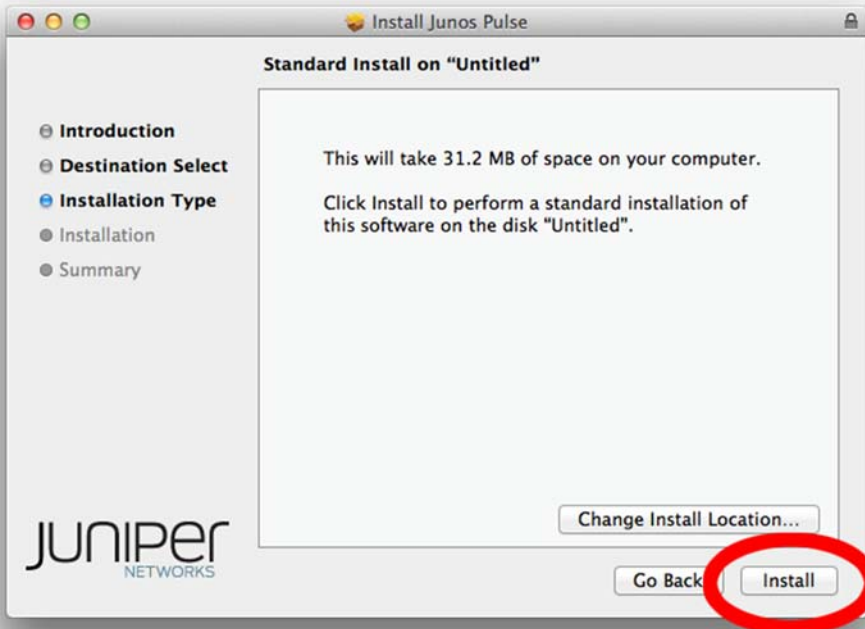 Install Junos Pulse
Standard Install on “Untitled”
Introduction
Destination Select
Installation Type
Installation
Summary
This will take 31.2 MB of space on your computer.
Click Install to perform a standard installation of
this software on the disk “Untitled”.
Change Install Location...
JUNIPer
NETWORKS
Go Back
Install